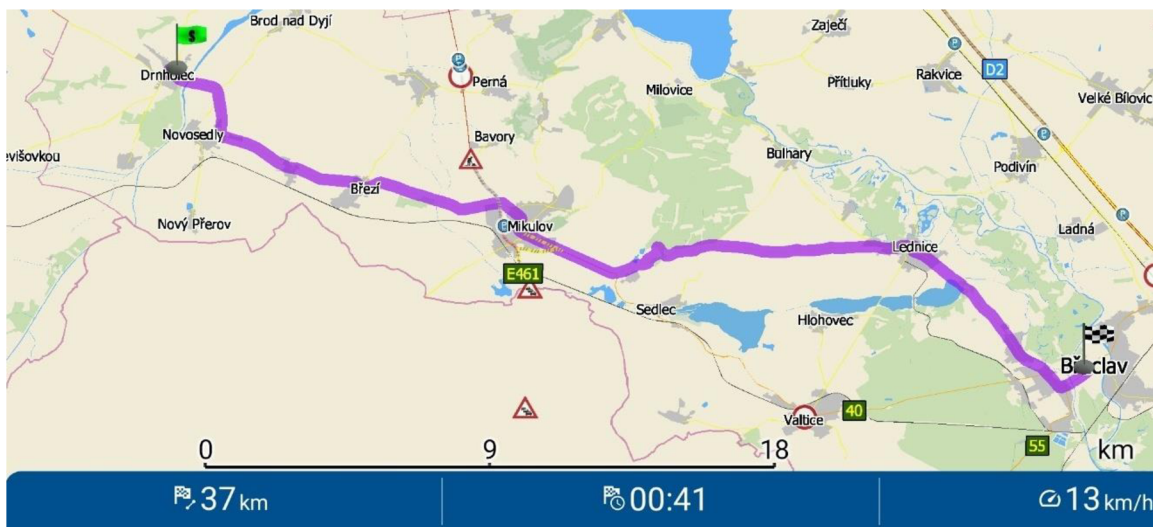 Brod nad Dyjí
Zaječí
Drnholec
Perná
D2
Přítluky
Rakvice
Milovice
Velké Bílovic
Novosedly
Bavory
evišovkou
Bulhary
Podivín
Březí
Nový Přerov
Mikulov
Ladná
Lednice
E461
Sedlec
Hlohovec
Valtice
40
55
0 9 18 km
37 km
00:41
13 km/h